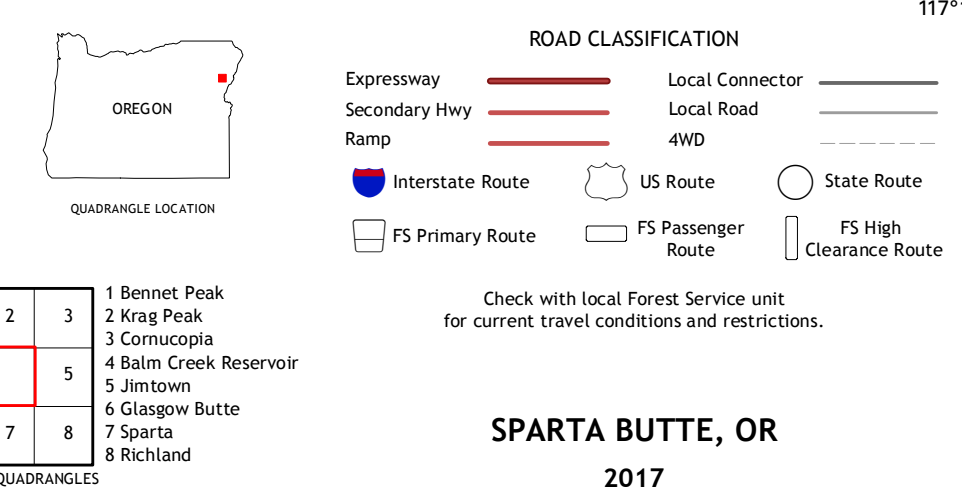 117°
ROAD CLASSIFICATION
Expressway
Secondary Hwy
Ramp
Local Connector
Local Road
4WD
Interstate Route
US Route
State Route
FS Primary Route
FS Passenger
Route
FS High
Clearance Route
Check with local Forest Service unit
for current travel conditions and restrictions.
OREGON
QUADRANGLE LOCATION
2 3
5
7 8
1 Bennet Peak
2 Krag Peak
3 Cornucopia
4 Balm Creek Reservoir
5 Jimtown
6 Glasgow Butte
7 Sparta
8 Richland
QUADRANGLES
SPARTA BUTTE, OR
2017